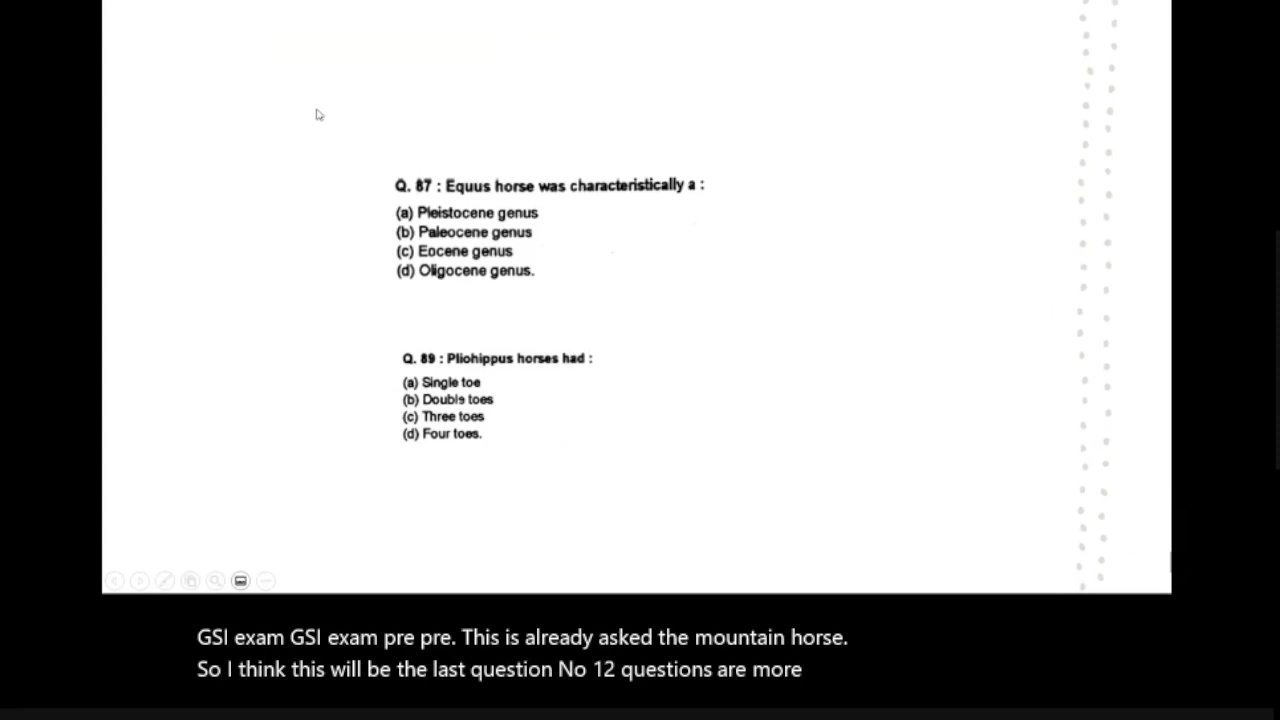 Q. 87 : Equus horse was characteristically a :
(a) Pleistocene genus
(b) Paleocene genus
(c) Eocene genus
(d) Oligocene genus.
Q. 89 : Pliohippus horses had :
(a) Single toe
(b) Double toes
(c) Three toes
(d) Four toes.
GSI exam GSI exam pre pre. This is already asked the mountain horse.
So I think this will be the last question No 12 questions are more